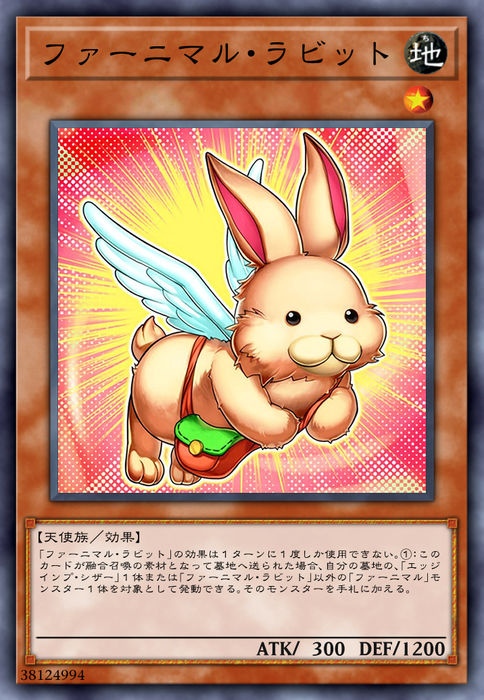 ファーニマル・ラビット
地
ち
【天使族／効果】
「ファーニマル・ラビット」の効果は１ターンに１度しか使用できない。①：この
カードが融合召喚の素材となって墓地へ送られた場合、自分の墓地の、「エッジ
インプ・シザー」１体または「ファーニマル・ラビット」以外の「ファーニマル」モ
ンスター１体を対象として発動できる。そのモンスターを手札に加える。
ATK/ 300 DEF/1200
38124994